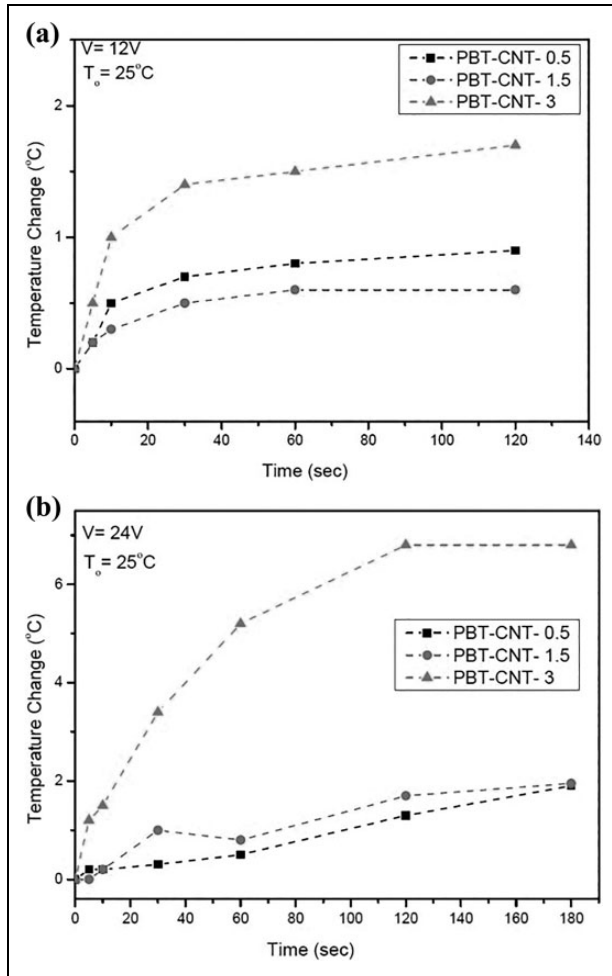 (a)
V= 12V
Tₒ= 25°C
PBT-CNT- 0.5
PBT-CNT- 1.5
PBT-CNT- 3
Temperature Change (°C)
2
1
0
0 20 40 60 80 100 120 140
Time (sec)
(b)
V= 24V
Tₒ= 25°C
PBT-CNT- 0.5
PBT-CNT- 1.5
PBT-CNT- 3
Temperature Change (°C)
6
4
2
0
0 20 40 60 80 100 120 140 160 180
Time (sec)